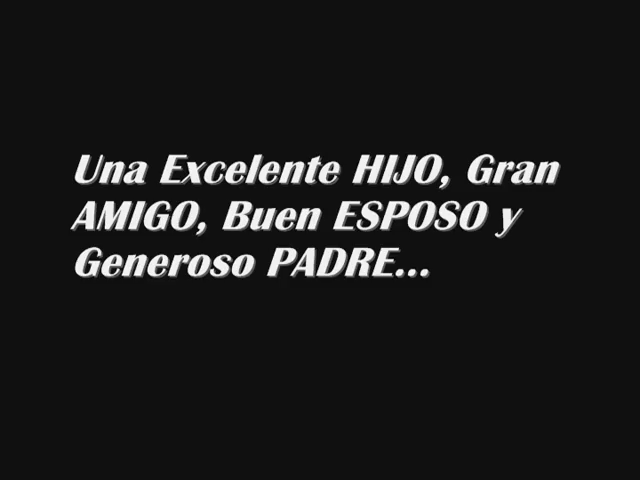 Una Excelente HIJO, Gran
AMIGO, Buen ESPOSO y
Generoso PADRE...